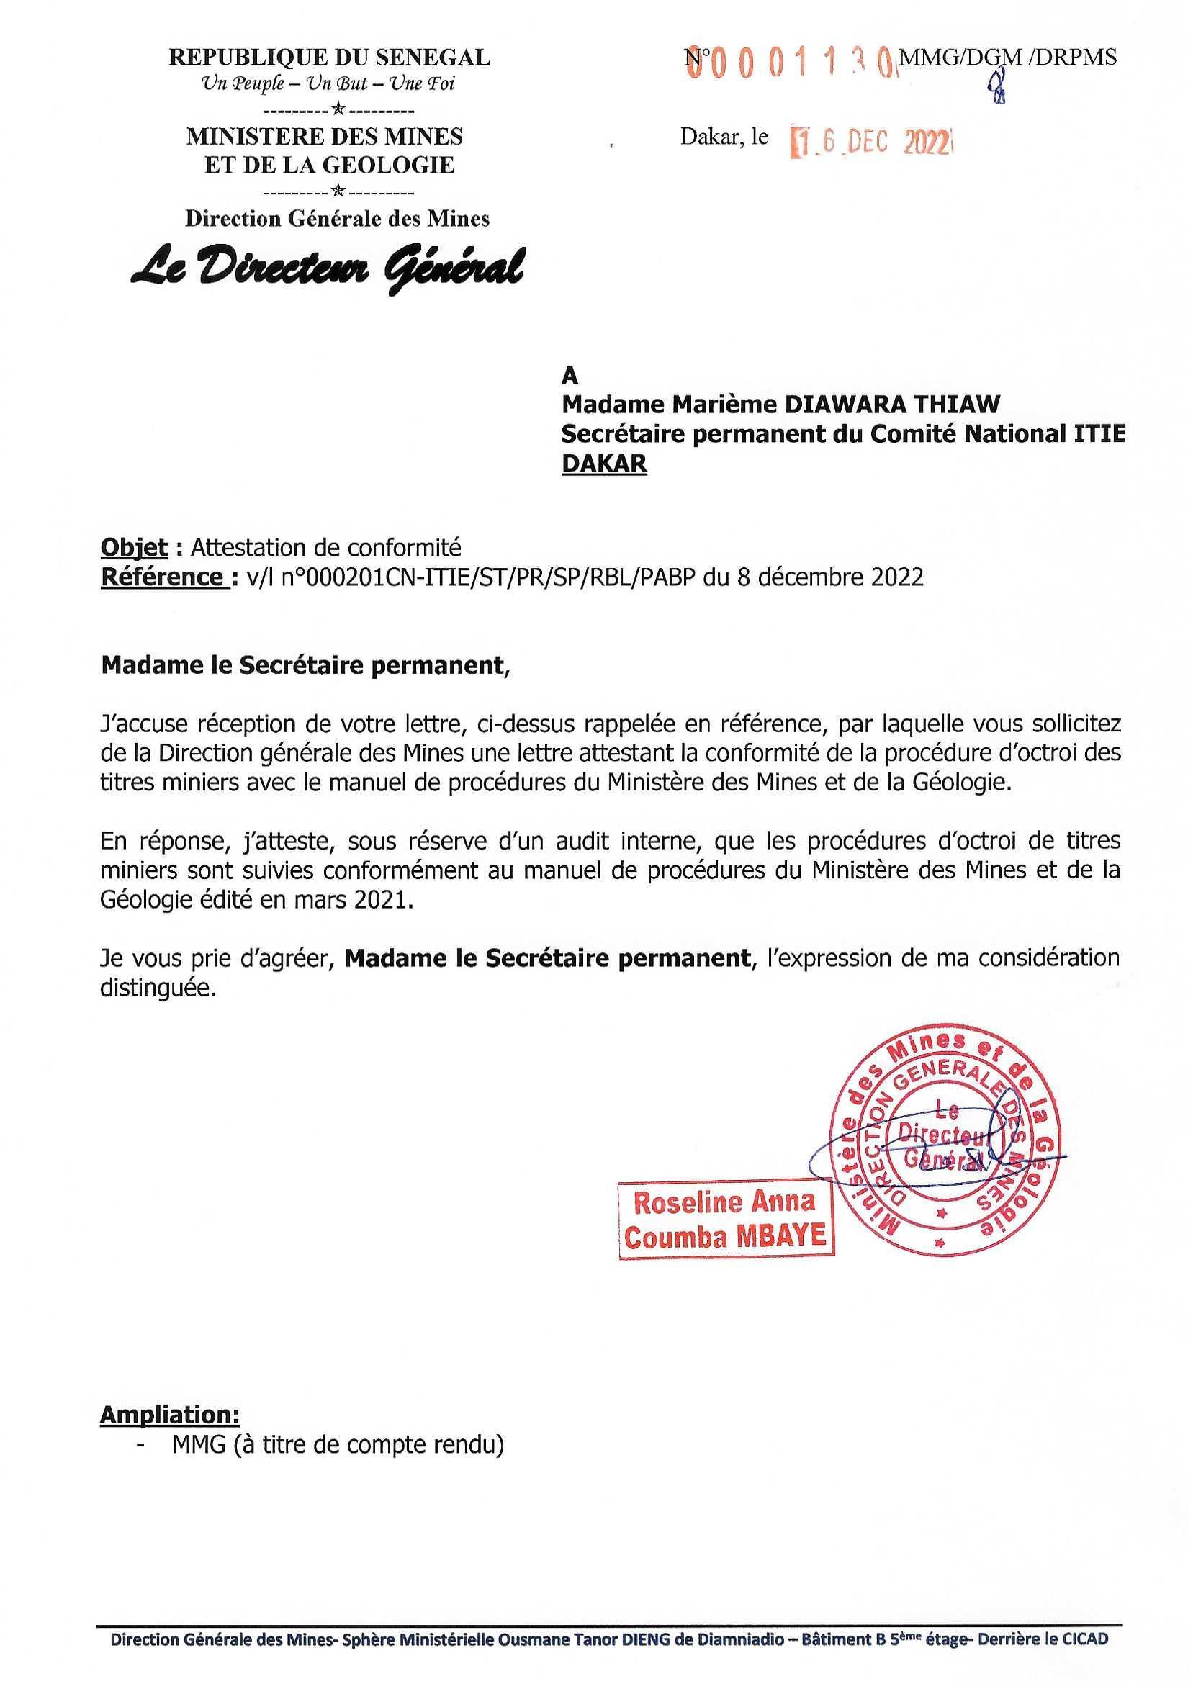 REPUBLIQUE DU SENEGAL
Un Peuple – Un But – Une Foi
---------★---------
MINISTERE DES MINES
ET DE LA GEOLOGIE
---------★---------
Direction Générale des Mines
Le Directeur Général
N° 0001130 MMG/DGM /DRPMS
Dakar, le 16 DEC 2022
A
Madame Marième DIAWARA THIAW
Secrétaire permanent du Comité National ITIE
DAKAR
Objet : Attestation de conformité
Référence : v/l n°000201CN-ITIE/ST/PR/SP/RBL/PABP du 8 décembre 2022
Madame le Secrétaire permanent,
J'accuse réception de votre lettre, ci-dessus rappelée en référence, par laquelle vous sollicitez
de la Direction générale des Mines une lettre attestant la conformité de la procédure d'octroi des
titres miniers avec le manuel de procédures du Ministère des Mines et de la Géologie.
En réponse, j'atteste, sous réserve d'un audit interne, que les procédures d'octroi de titres
miniers sont suivies conformément au manuel de procédures du Ministère des Mines et de la
Géologie édité en mars 2021.
Je vous prie d'agréer, Madame le Secrétaire permanent, l'expression de ma considération
distinguée.
Ministère des Mines et de la Géologie
DIRECTION GENERALE DES MINES
Le
Directeur
Général
Roseline Anna
Coumba MBAYE
Ampliation:
- MMG (à titre de compte rendu)
Direction Générale des Mines- Sphère Ministérielle Ousmane Tanor DIENG de Diamniadio – Bâtiment B 5ème étage- Derrière le CICAD